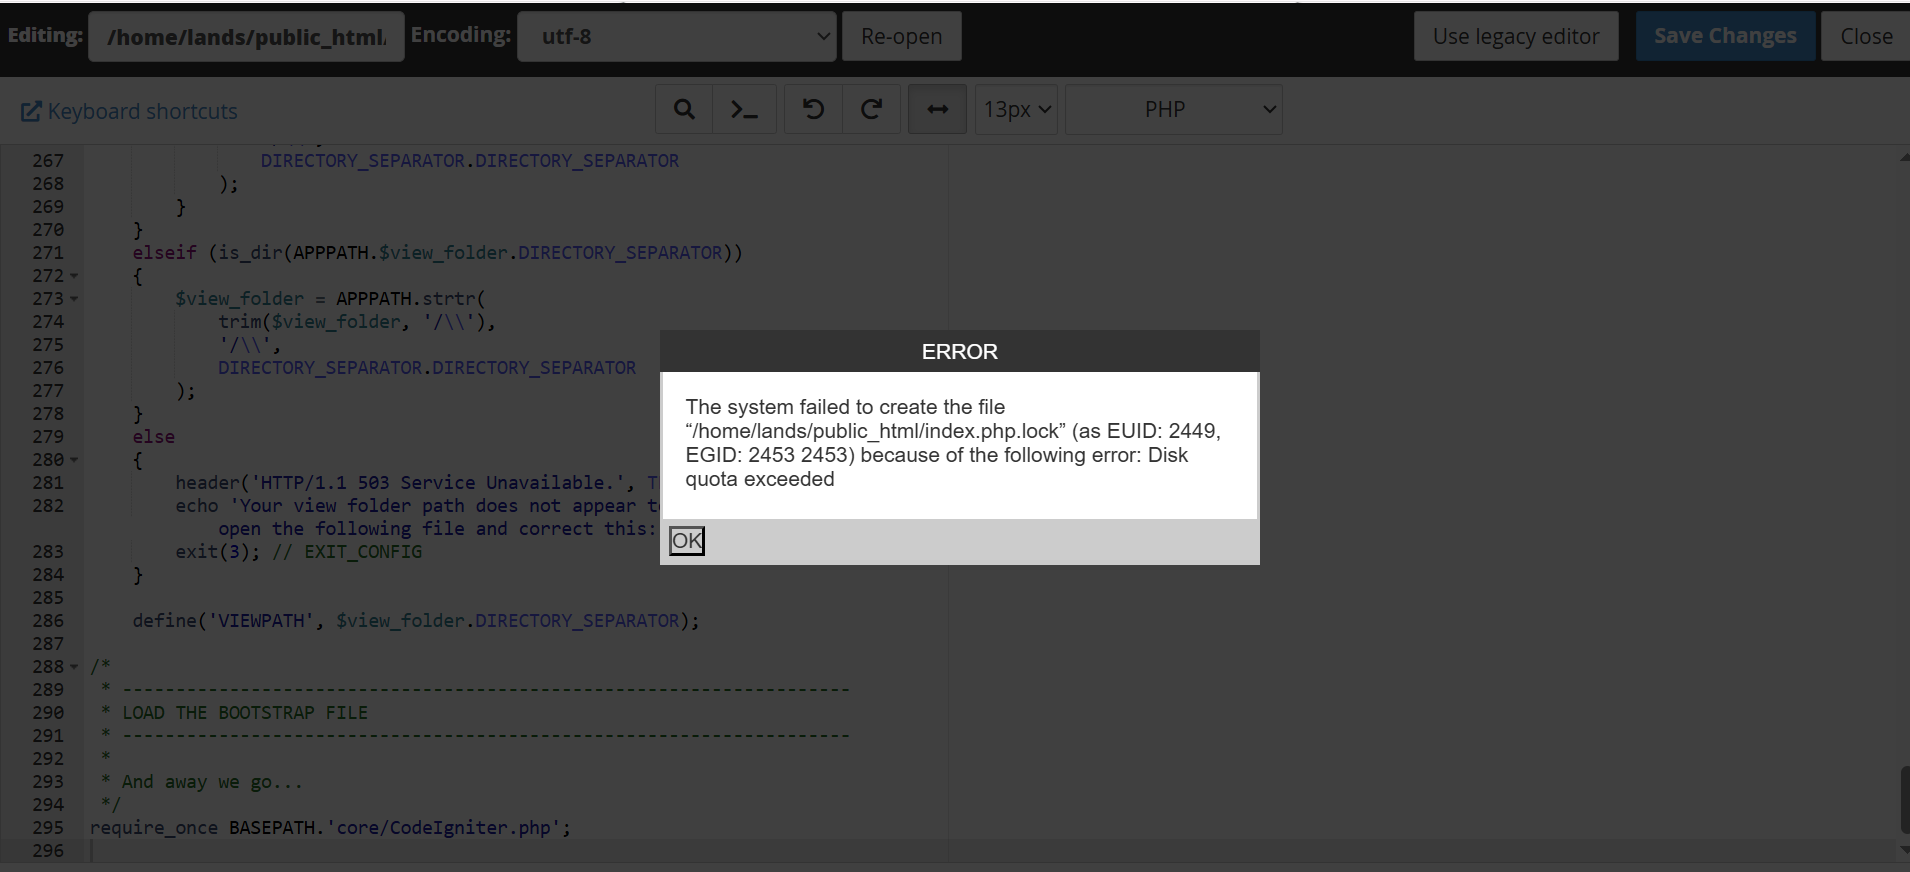 Editing: /home/lands/public_html/ Encoding: utf-8 Re-open Use legacy editor Save Changes Close
Keyboard shortcuts 13px PHP
267 DIRECTORY_SEPARATOR.DIRECTORY_SEPARATOR
268 );
269 }
270 }
271 elseif (is_dir(APPPATH.$view_folder.DIRECTORY_SEPARATOR))
272 {
273 $view_folder = APPPATH.strtr(
274 trim($view_folder, '/\\'),
275 '/\\',
276 DIRECTORY_SEPARATOR.DIRECTORY_SEPARATOR
277 );
278 }
279 else
280 {
281 header('HTTP/1.1 503 Service Unavailable.', T
282 echo 'Your view folder path does not appear t
open the following file and correct this:
283 exit(3); // EXIT_CONFIG
284 }
285
286 define('VIEWPATH', $view_folder.DIRECTORY_SEPARATOR);
287
288 /*
289 * --------------------------------------------------------------------
290 * LOAD THE BOOTSTRAP FILE
291 * --------------------------------------------------------------------
292 *
293 * And away we go...
294 */
295 require_once BASEPATH.'core/CodeIgniter.php';
296
ERROR
The system failed to create the file
“/home/lands/public_html/index.php.lock” (as EUID: 2449,
EGID: 2453 2453) because of the following error: Disk
quota exceeded
OK